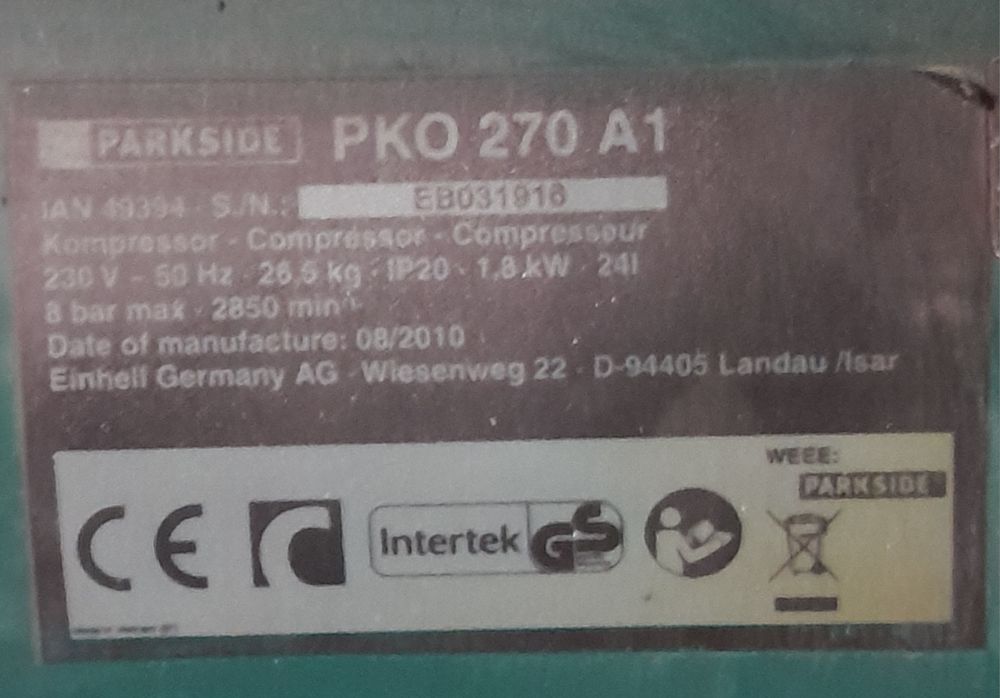 PARKSIDE PKO 270 A1
IAN 49394 · S./N.: EB031916
Kompressor - Compressor - Compresseur
230 V ~ 50 Hz · 26,5 kg · IP20 · 1,8 kW · 24l
8 bar max · 2850 min⁻¹
Date of manufacture: 08/2010
Einhell Germany AG · Wiesenweg 22 · D-94405 Landau /Isar
WEEE:
PARKSIDE
CE Intertek GS